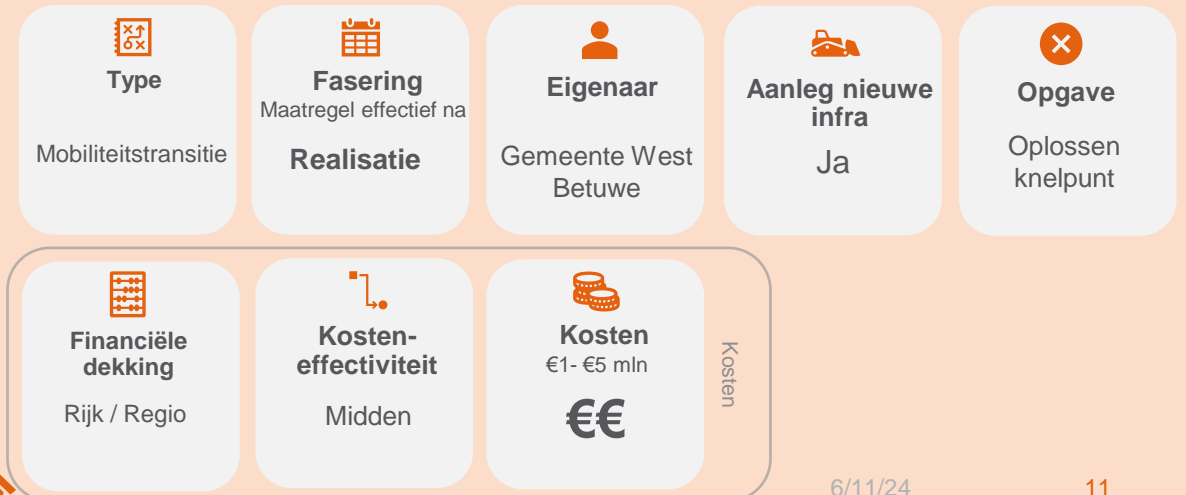 Type
Mobiliteitstransitie
Fasering
Maatregel effectief na
Realisatie
Eigenaar
Gemeente West
Betuwe
Aanleg nieuwe
infra
Ja
Opgave
Oplossen
knelpunt
Financiële
dekking
Rijk / Regio
Kosten-
effectiviteit
Midden
Kosten
€1- €5 mln
€€
Kosten
6/11/24
11